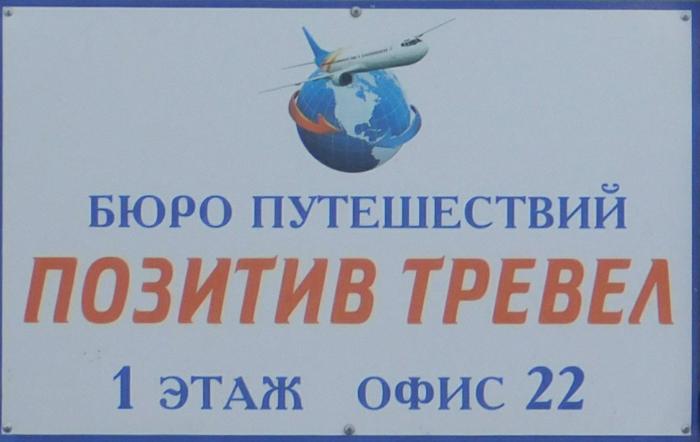 БЮРО ПУТЕШЕСТВИЙ
ПОЗИТИВ ТРЕВЕЛ
1 ЭТАЖ ОФИС 22